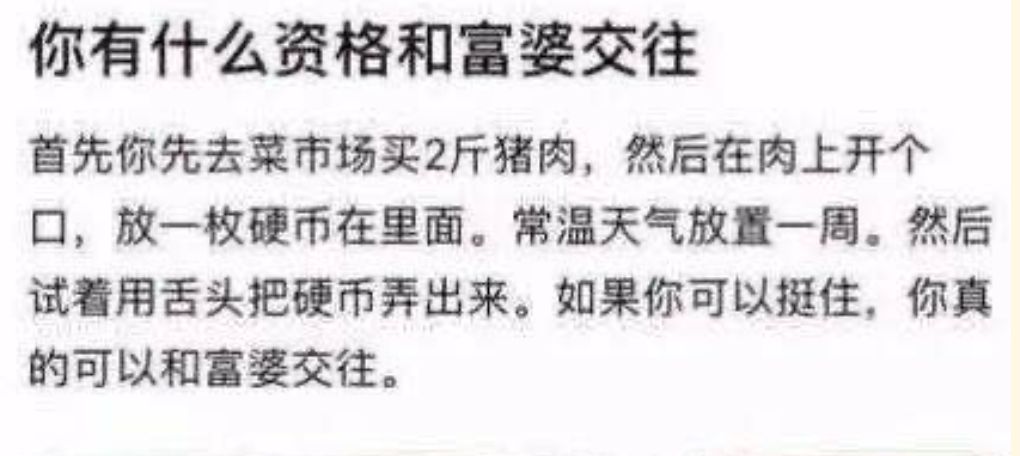 你有什么资格和富婆交往
首先你先去菜市场买2斤猪肉，然后在肉上开个
口，放一枚硬币在里面。常温天气放置一周。然后
试着用舌头把硬币弄出来。如果你可以挺住，你真
的可以和富婆交往。